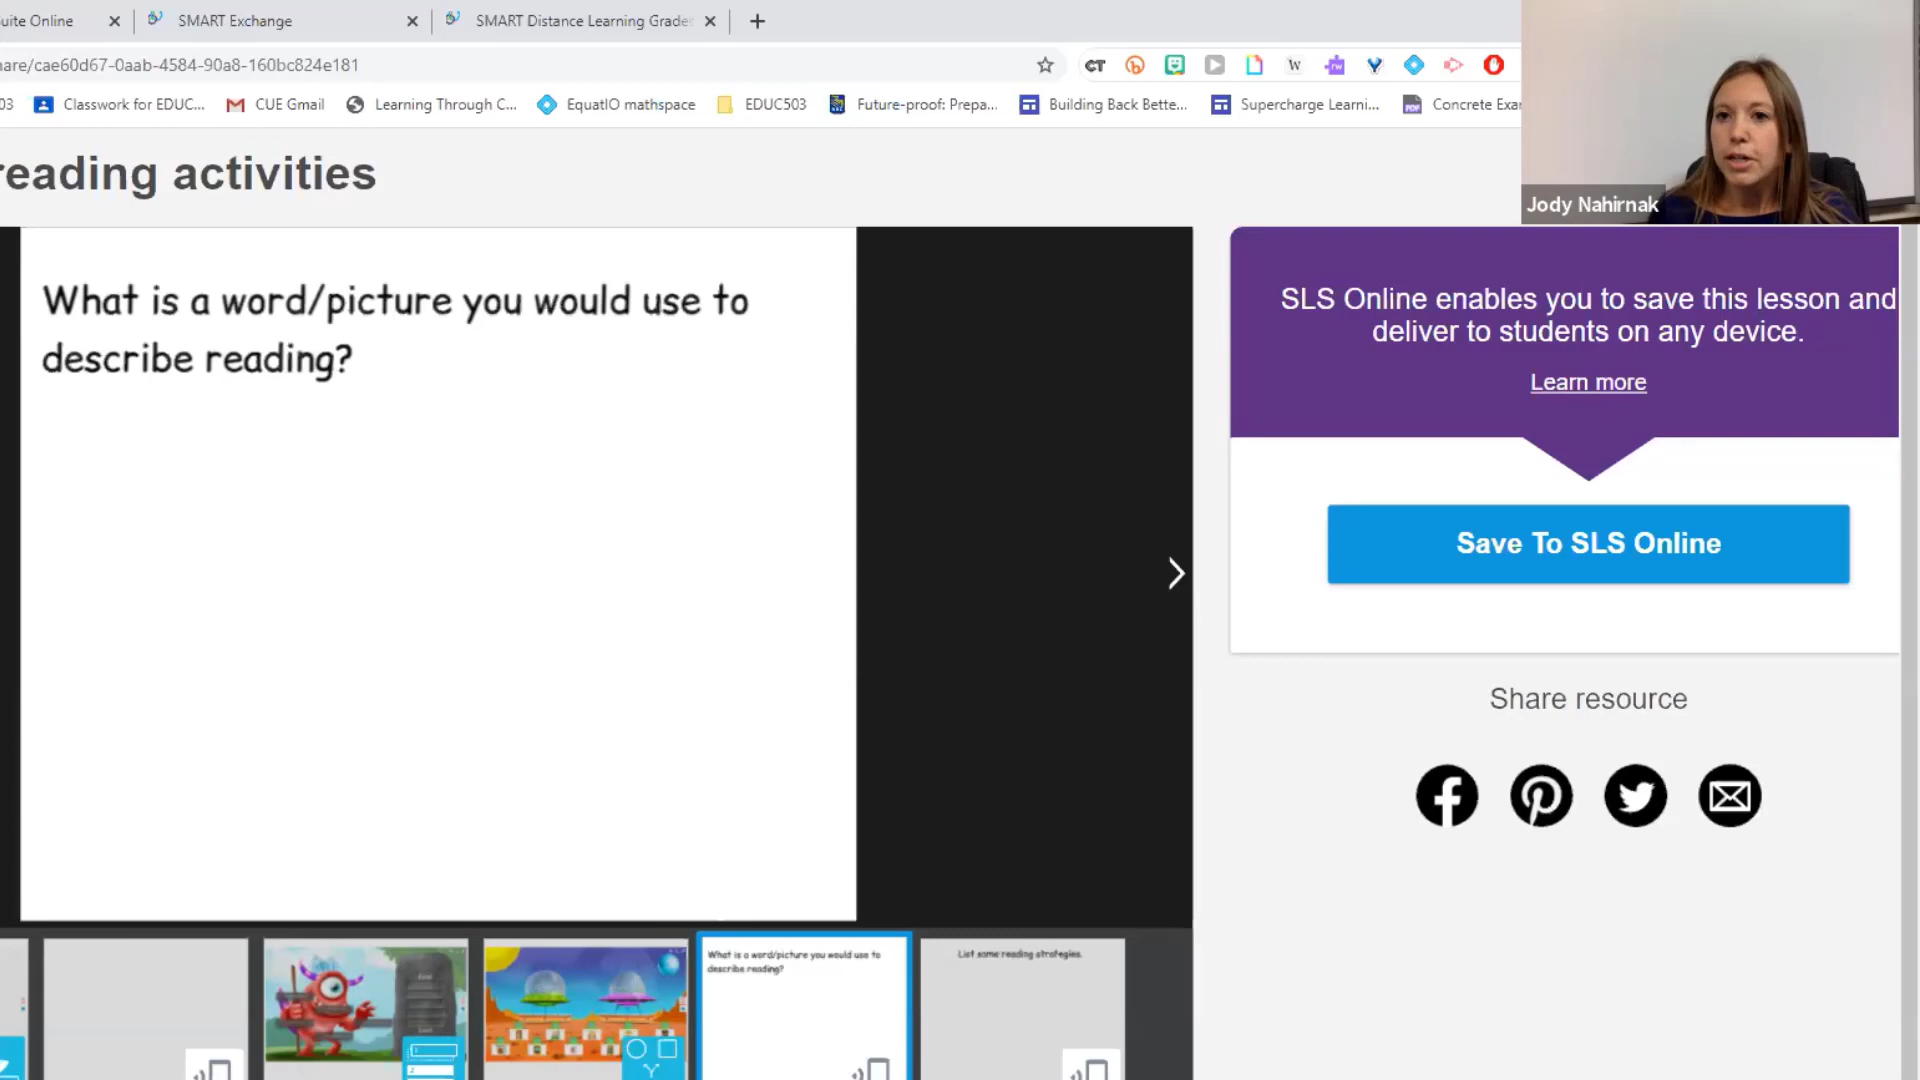 uite Online
SMART Exchange
SMART Distance Learning Grade
are/cae60d67-0aab-4584-90a8-160bc824e181
03
Classwork for EDUC...
CUE Gmail
Learning Through C...
EquatIO mathspace
EDUC503
Future-proof: Prepa...
Building Back Bette...
Supercharge Learni...
Concrete Exa
reading activities
Jody Nahirnak
What is a word/picture you would use to
describe reading?
SLS Online enables you to save this lesson and
deliver to students on any device.
Learn more
Save To SLS Online
Share resource
What is a word/picture you would use to
describe reading?
List some reading strategies.